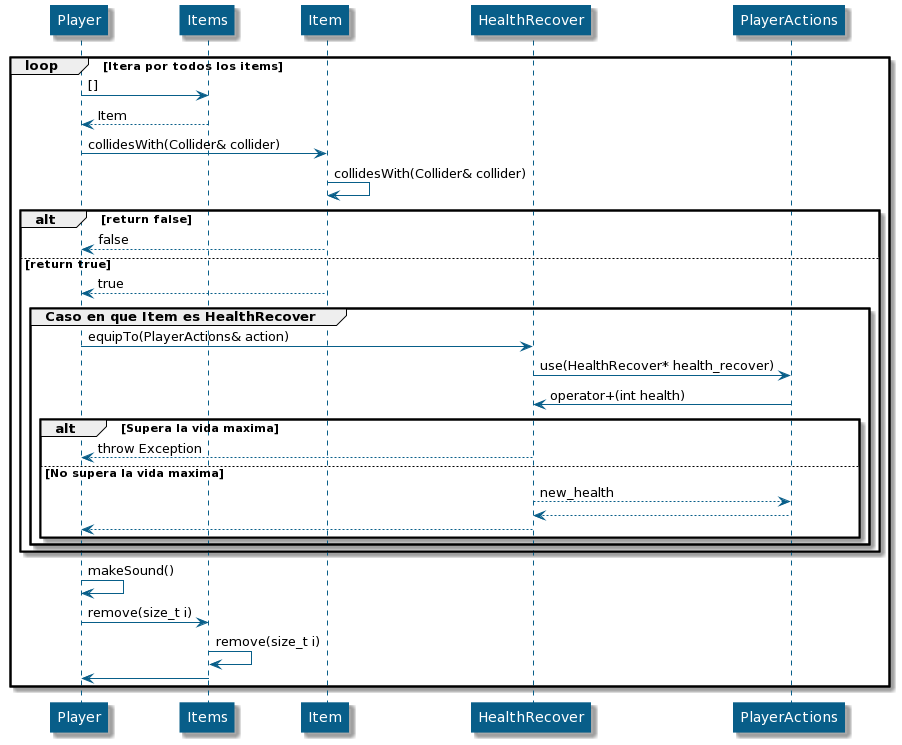 Player Items Item HealthRecover PlayerActions
loop [Itera por todos los items]
[]
Item
collidesWith(Collider& collider)
collidesWith(Collider& collider)
alt [return false]
false
[return true]
true
Caso en que Item es HealthRecover
equipTo(PlayerActions& action)
use(HealthRecover* health_recover)
operator+(int health)
alt [Supera la vida maxima]
throw Exception
[No supera la vida maxima]
new_health
makeSound()
remove(size_t i)
remove(size_t i)
Player Items Item HealthRecover PlayerActions